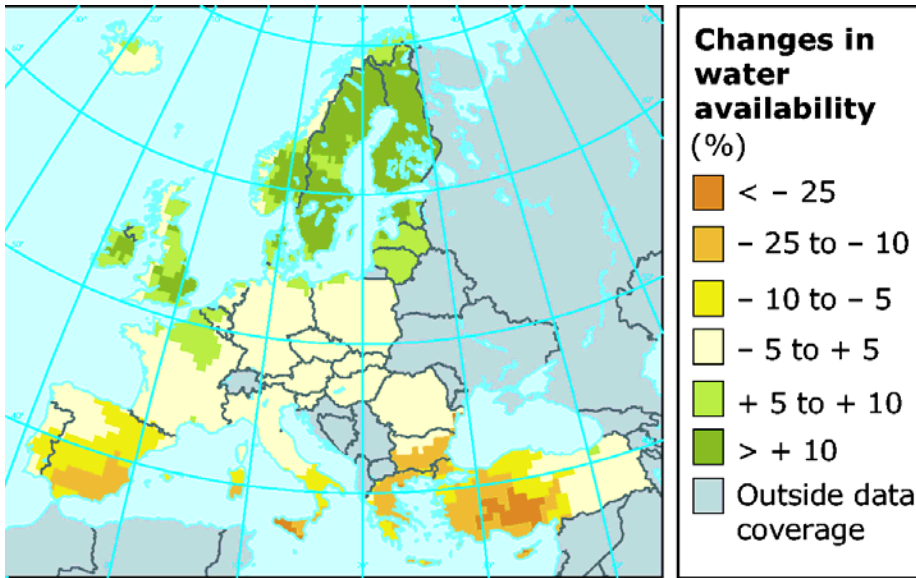 Changes in
water
availability
(%)
< – 25
– 25 to – 10
– 10 to – 5
– 5 to + 5
+ 5 to + 10
> + 10
Outside data
coverage